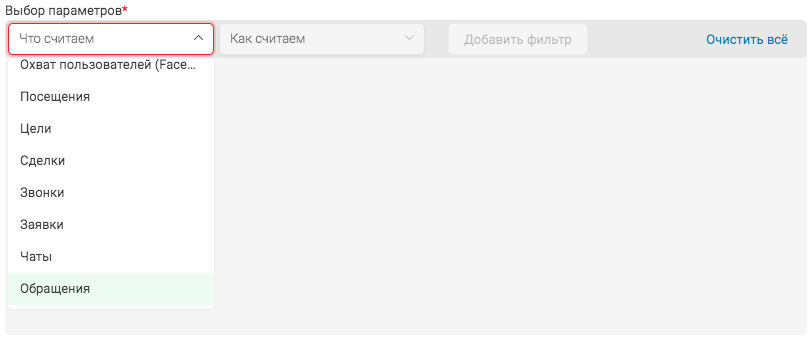 Выбор параметров*
Что считаем Как считаем Добавить фильтр Очистить всё
Охват пользователей (Face...
Посещения
Цели
Сделки
Звонки
Заявки
Чаты
Обращения